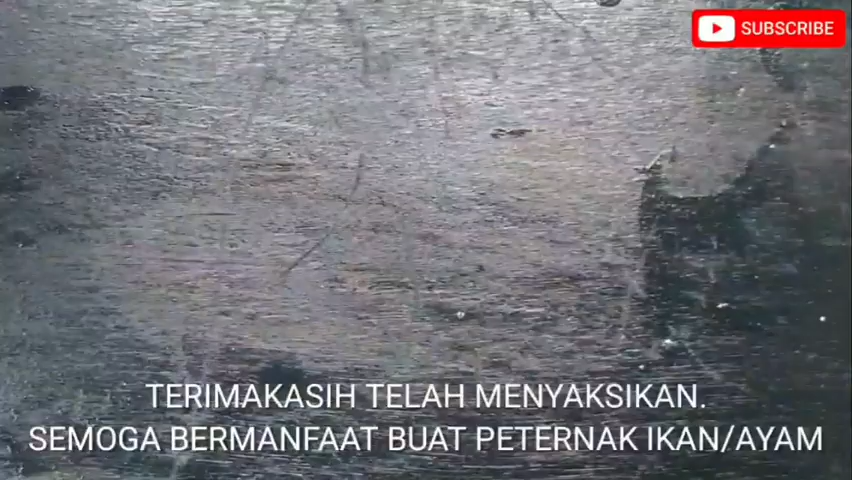 SUBSCRIBE
TERIMAKASIH TELAH MENYAKSIKAN.
SEMOGA BERMANFAAT BUAT PETERNAK IKAN/AYAM